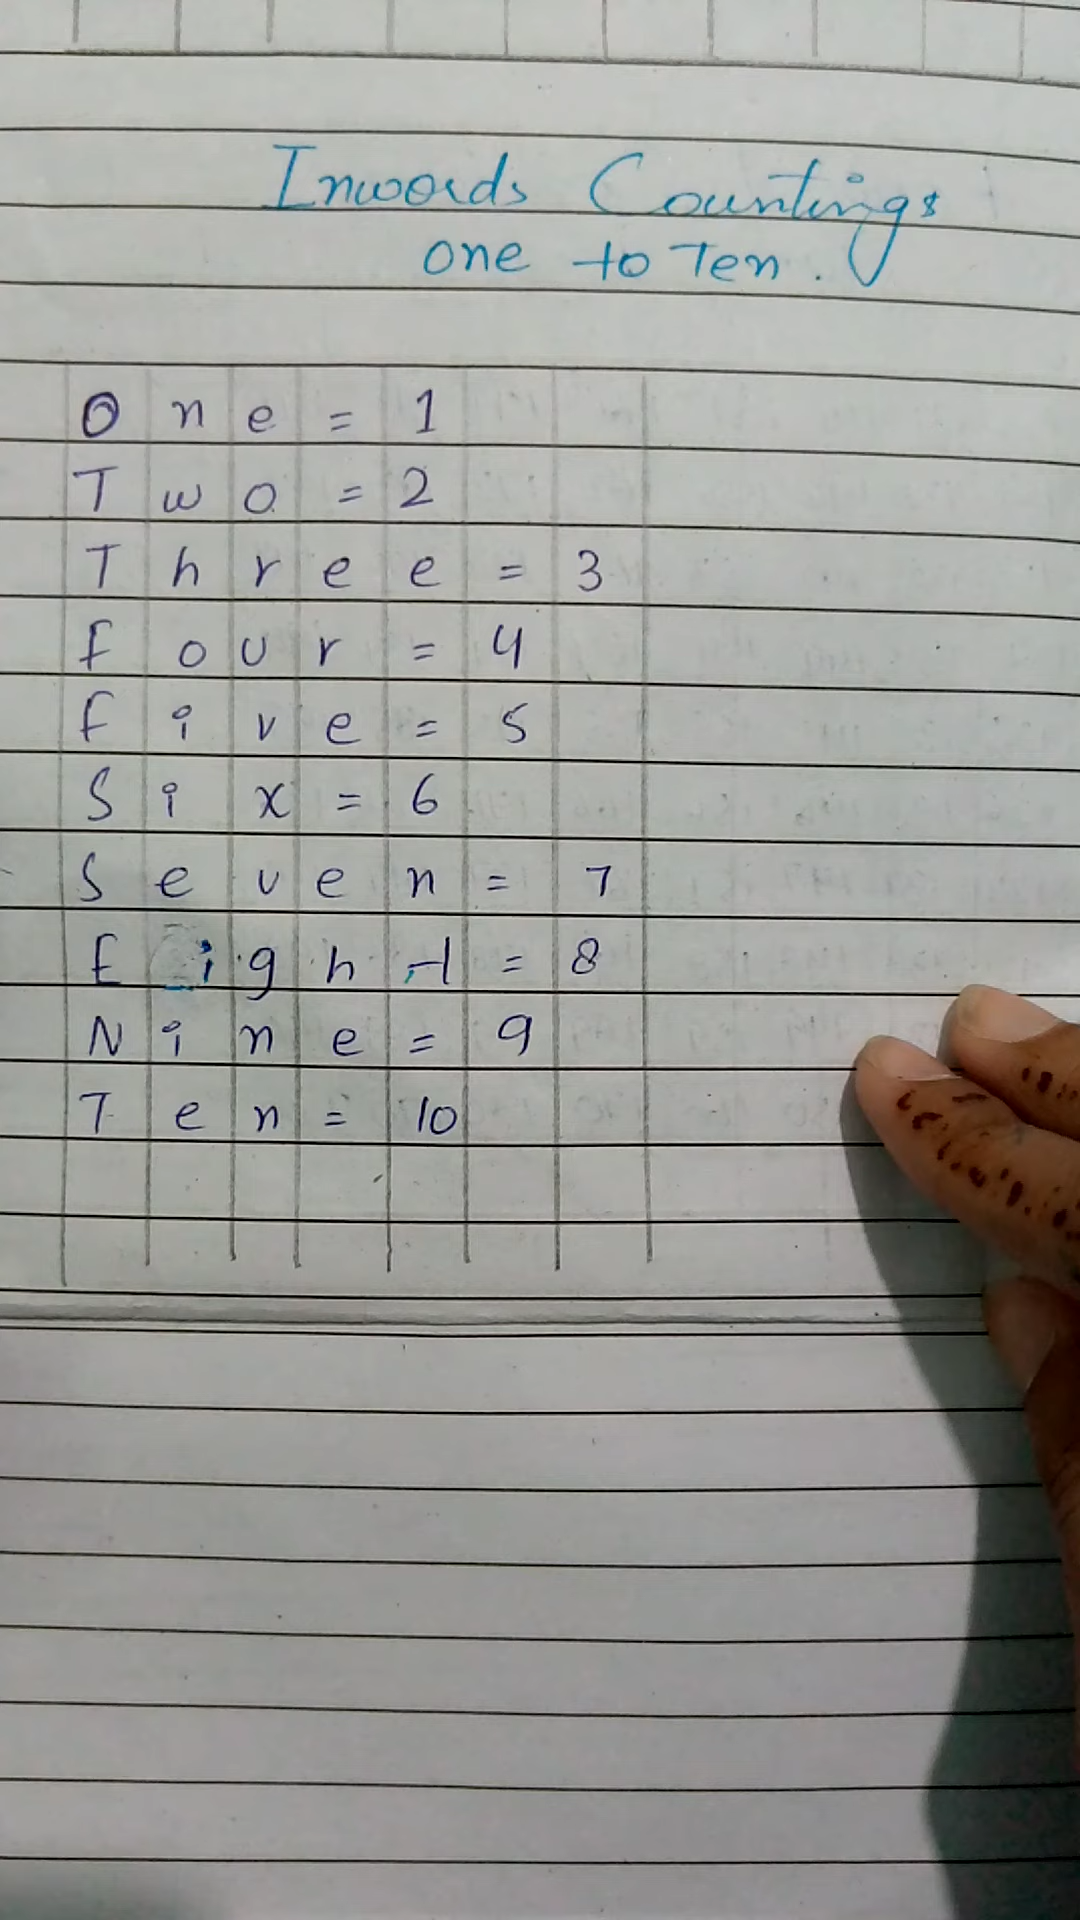 Inwords Countings
one to Ten.
One = 1
Two = 2
Three = 3
four = 4
five = 5
Six = 6
Seven = 7
Eight = 8
Nine = 9
Ten = 10